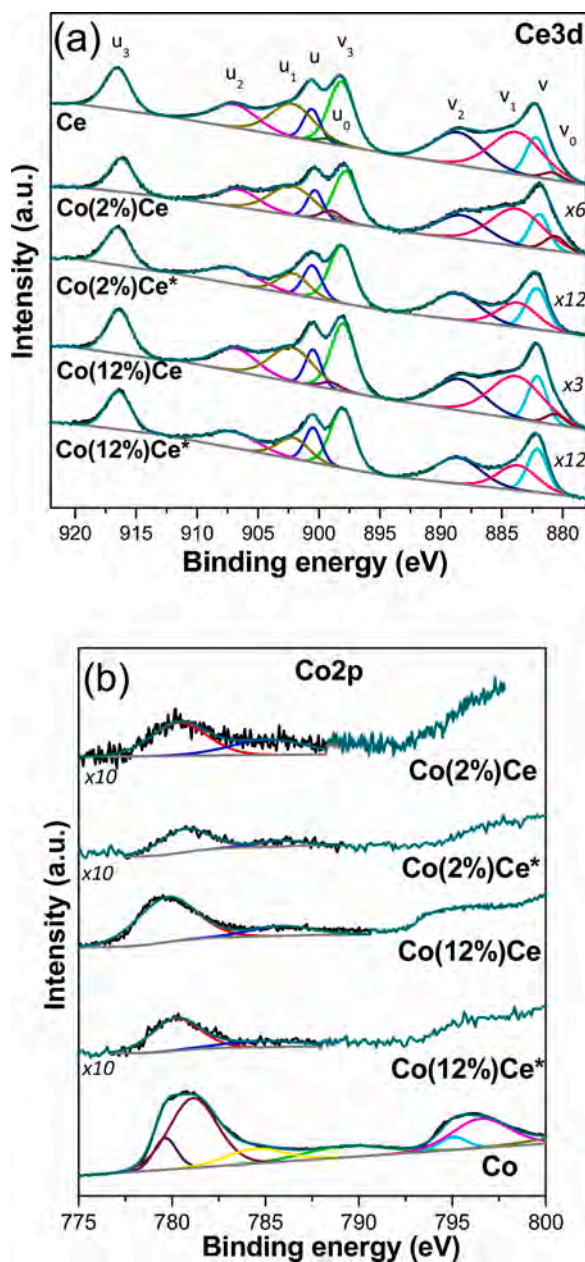 (a)
Ce3d
u3
u2
u1
u
v3
u0
v2
v1
v
v0
Ce
Co(2%)Ce
x6
Co(2%)Ce*
x12
Co(12%)Ce
x3
Co(12%)Ce*
x12
Intensity (a.u.)
920 915 910 905 900 895 890 885 880
Binding energy (eV)
(b)
Co2p
x10
Co(2%)Ce
x10
Co(2%)Ce*
Co(12%)Ce
x10
Co(12%)Ce*
Co
Intensity (a.u.)
775 780 785 790 795 800
Binding energy (eV)